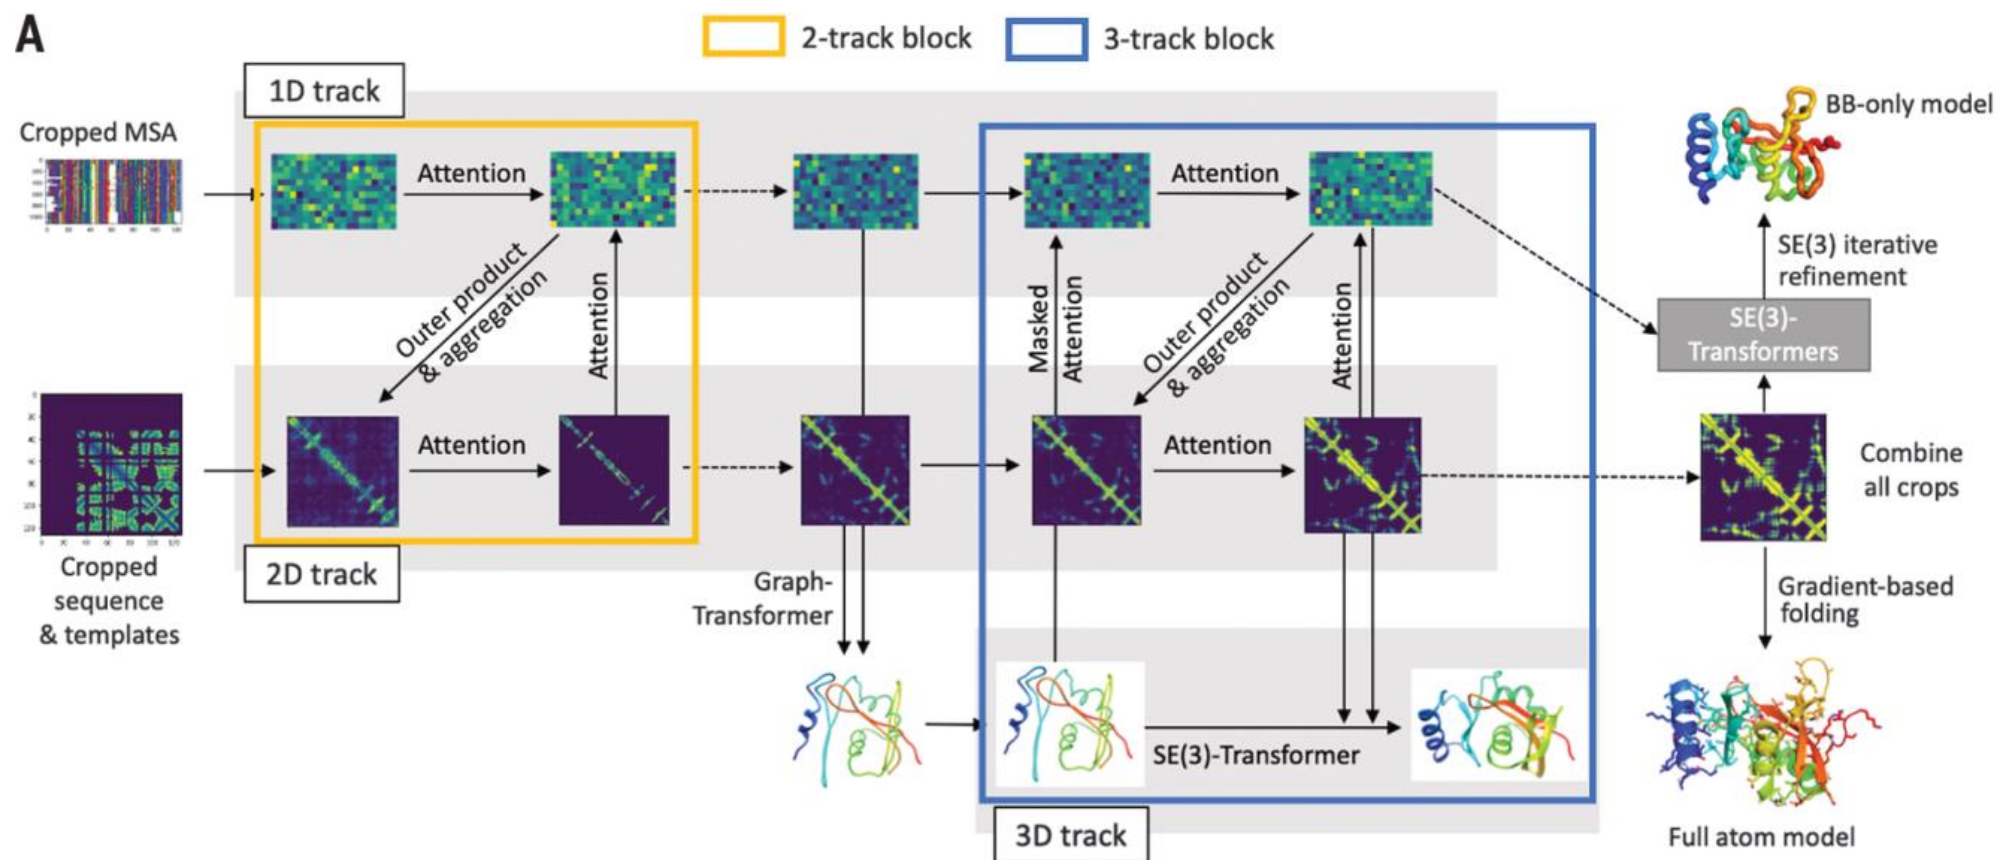 A
2-track block
3-track block
1D track
Cropped MSA
Attention
Attention
BB-only model
Outer product
& aggregation
Attention
Masked
Attention
Outer product
& aggregation
Attention
SE(3) iterative
refinement
SE(3)-
Transformers
Attention
Attention
Combine
all crops
Cropped
sequence
& templates
2D track
Graph-
Transformer
Gradient-based
folding
SE(3)-Transformer
3D track
Full atom model